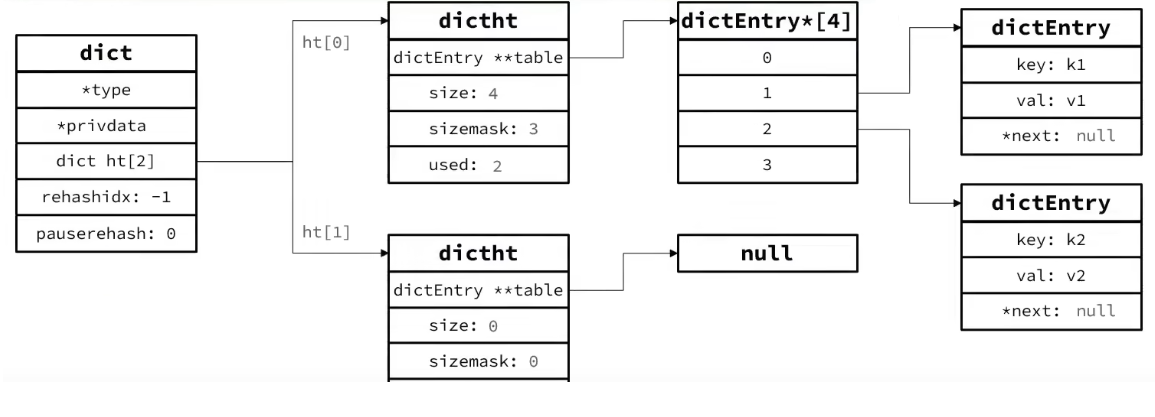 dict
*type
*privdata
dict ht[2]
rehashidx: -1
pauserehash: 0
ht[0]
dictht
dictEntry **table
size: 4
sizemask: 3
used: 2
ht[1]
dictht
dictEntry **table
size: 0
sizemask: 0
dictEntry*[4]
0
1
2
3
null
dictEntry
key: k1
val: v1
*next: null
dictEntry
key: k2
val: v2
*next: null